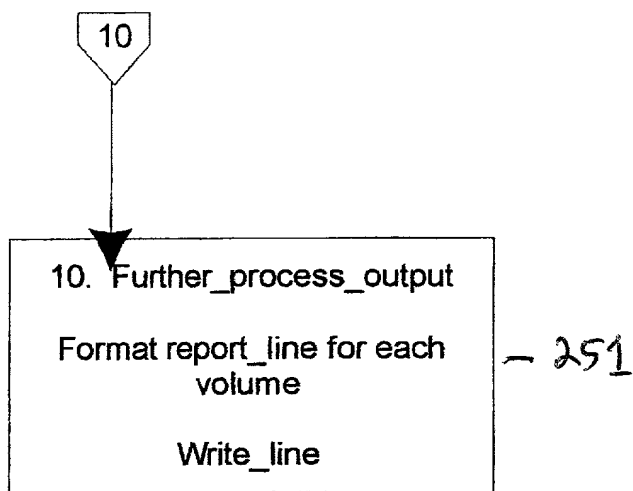 10
10. Further_process_output
Format report_line for each
volume
- 251
Write_line